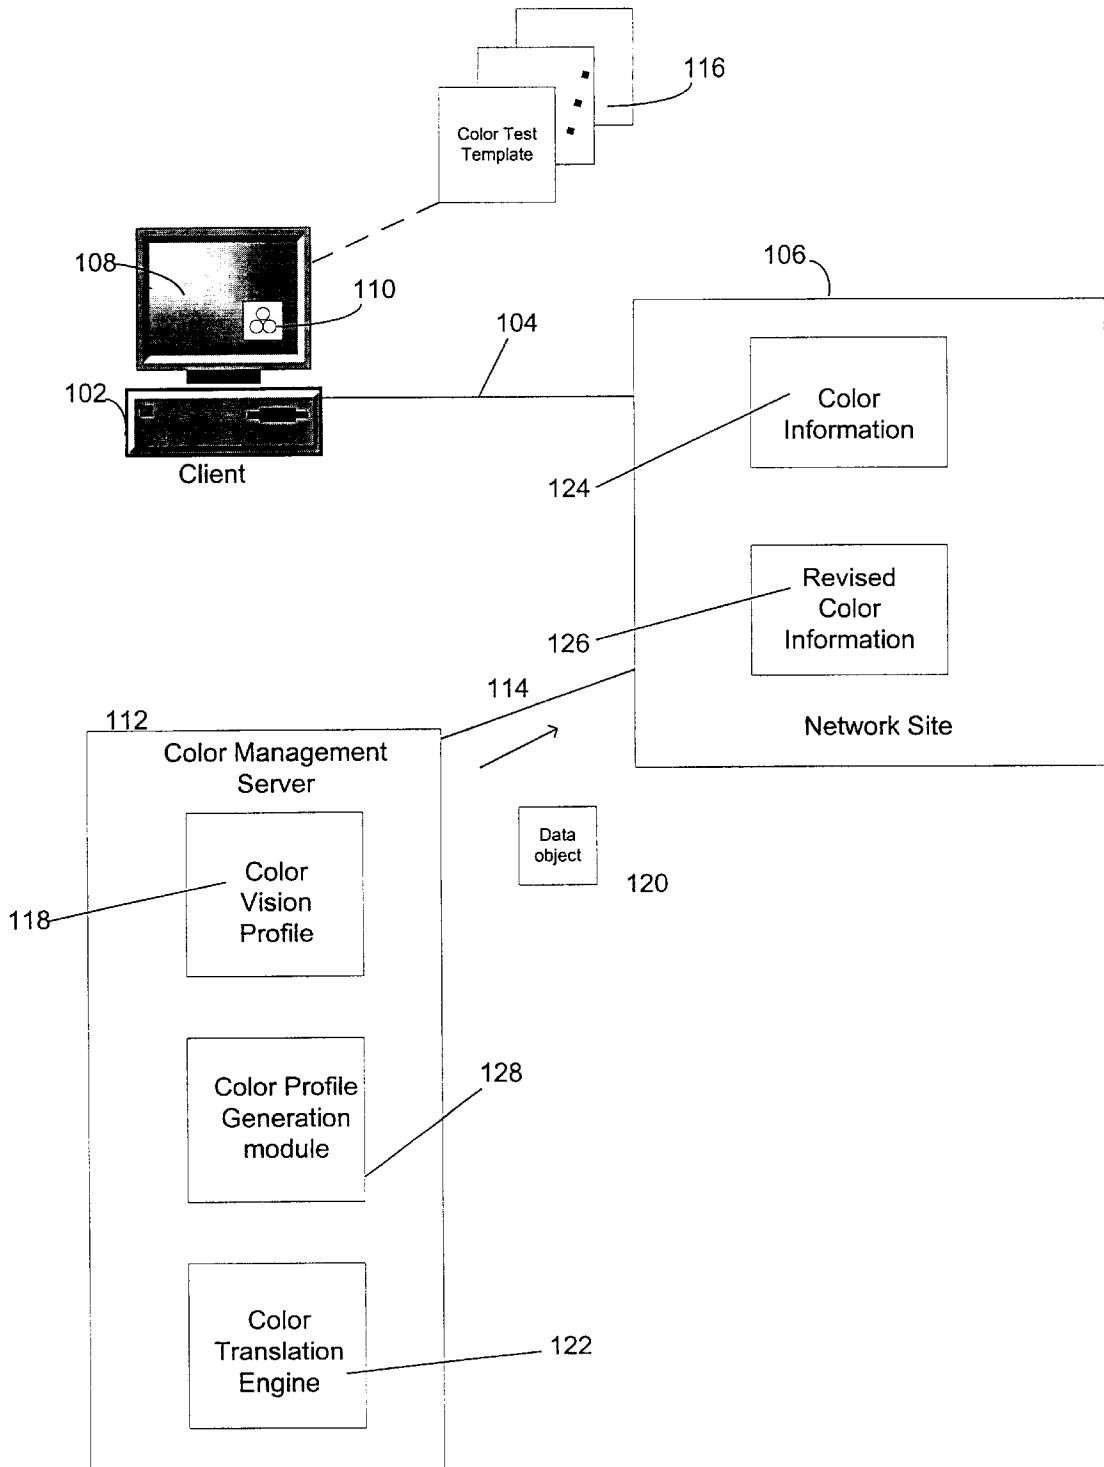 116
Color Test
Template
108
110
106
104
102
Client
Color
Information
124
Revised
Color
Information
126
114
Network Site
112
Color Management
Server
Data
object
120
Color
Vision
Profile
118
Color Profile
Generation
module
128
Color
Translation
Engine
122